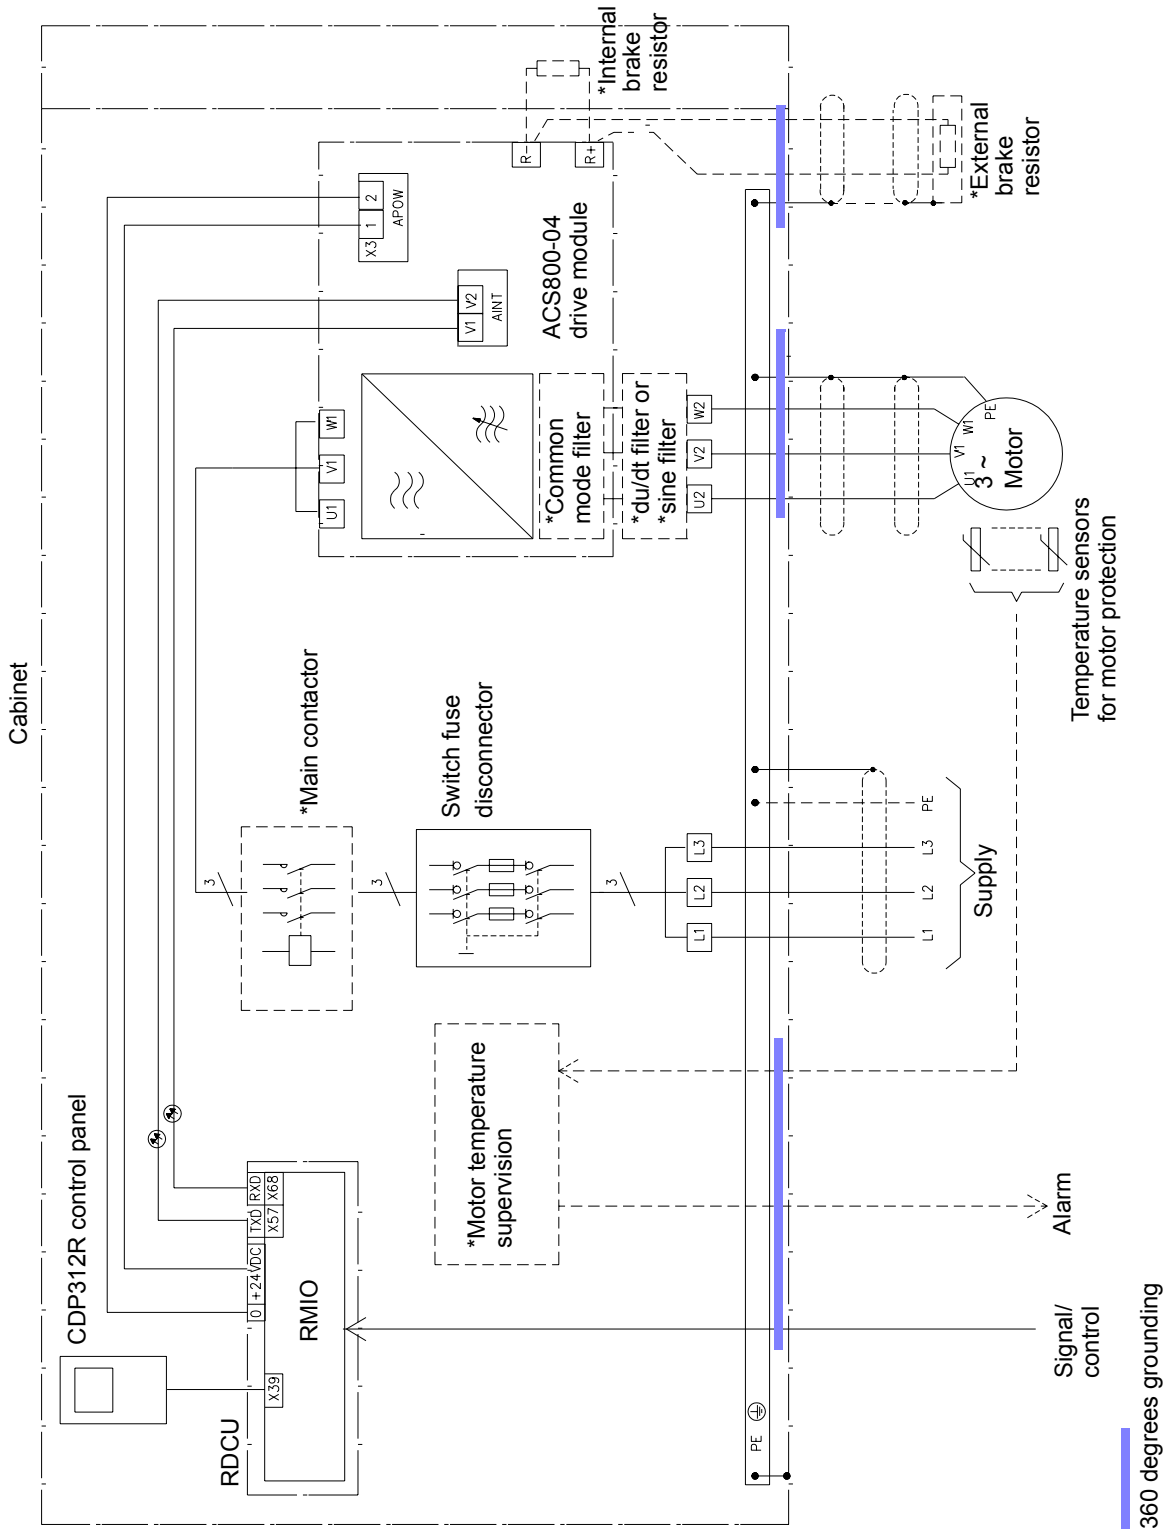 Cabinet
*Internal
brake
resistor
R-
R+
*External
brake
resistor
2
1
X3
APOW
V2
V1
AINT
ACS800-04
drive module
W1
V1
U1
*Common
mode filter
*du/dt filter or
*sine filter
W2
V2
U2
PE
W1
V1
U1
3 ~
Motor
Temperature sensors
for motor protection
*Main contactor
3
3
Switch fuse
disconnector
3
L3
L2
L1
PE
L3
L2
L1
Supply
CDP312R control panel
RXD
X68
TXD
X57
+24VDC
0
RMIO
X39
RDCU
*Motor temperature
supervision
Alarm
Signal/
control
PE
360 degrees grounding